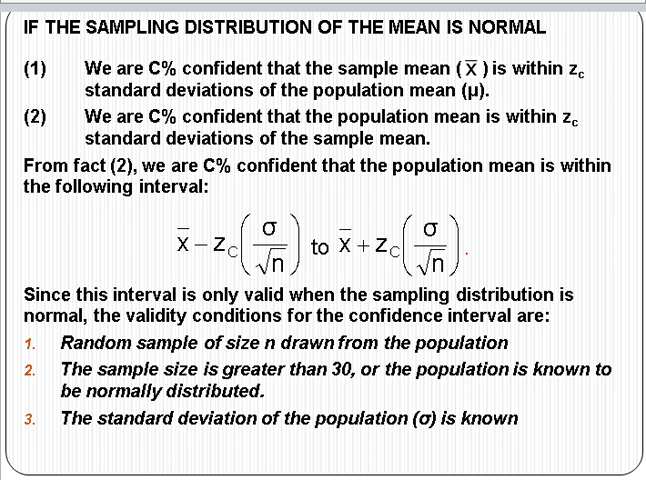 IF THE SAMPLING DISTRIBUTION OF THE MEAN IS NORMAL
(1) We are C% confident that the sample mean ( x̅ ) is within z_c
standard deviations of the population mean (μ).
(2) We are C% confident that the population mean is within z_c
standard deviations of the sample mean.
From fact (2), we are C% confident that the population mean is within
the following interval:
x̅ − z_C(σ/√n) to x̅ + z_C(σ/√n).
Since this interval is only valid when the sampling distribution is
normal, the validity conditions for the confidence interval are:
1. Random sample of size n drawn from the population
2. The sample size is greater than 30, or the population is known to
be normally distributed.
3. The standard deviation of the population (σ) is known